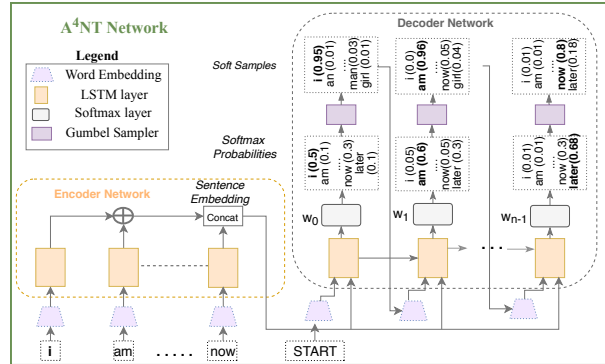 A⁴NT Network
Legend
Word Embedding
LSTM layer
Softmax layer
Gumbel Sampler
Encoder Network
Sentence
Embedding
Concat
i
am
. . . . .
now
START
Decoder Network
Soft Samples
i (0.95)
am (0.01)
....
man(0.03)
girl (0.01)
i (0.0)
am (0.96)
....
now(0.05)
girl(0.04)
i (0.01)
am (0.01)
....
now (0.8)
later(0.18)
Softmax
Probabilities
i (0.5)
am (0.1)
....
now (0.3)
later
(0.1)
i (0.05)
am (0.6)
....
now(0.05)
later (0.3)
i (0.01)
am (0.01)
....
now (0.3)
later(0.68)
w0
w1
wn-1
. . .